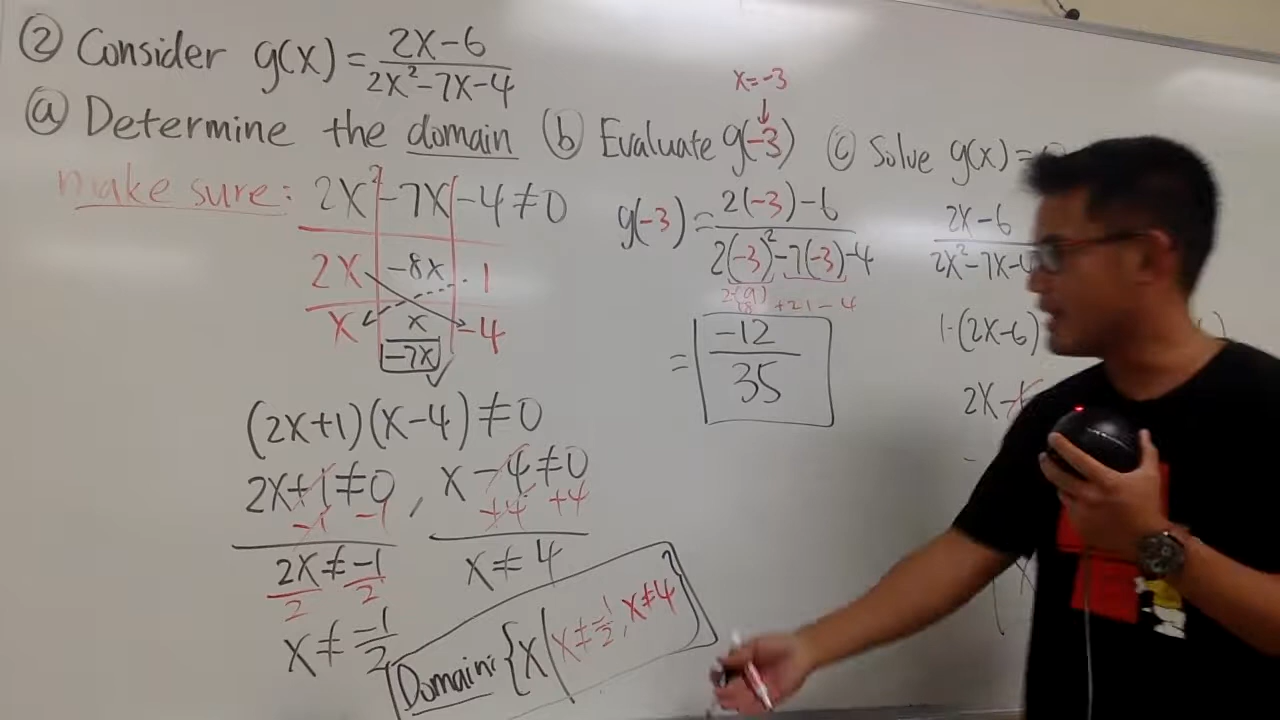 ② Consider g(x) = (2x-6)/(2x²-7x-4)
ⓐ Determine the domain
make sure: 2x² -7x -4 ≠ 0
2x -8x 1
x x -4
-7x ✓
(2x+1)(x-4) ≠ 0
2x+1 ≠ 0 , x-4 ≠ 0
-1 -1 +4 +4
2x ≠ -1 x ≠ 4
2 2
x ≠ -1/2
Domain: {x | x ≠ -1/2, x ≠ 4}
ⓑ Evaluate g(-3)
x = -3
↓
g(-3) = (2(-3)-6)/(2(-3)²-7(-3)-4)
2·(9)
18 +21 -4
= -12/35
ⓒ Solve g(x) =
2x-6
2x²-7x-4
1·(2x-6)
2x-6